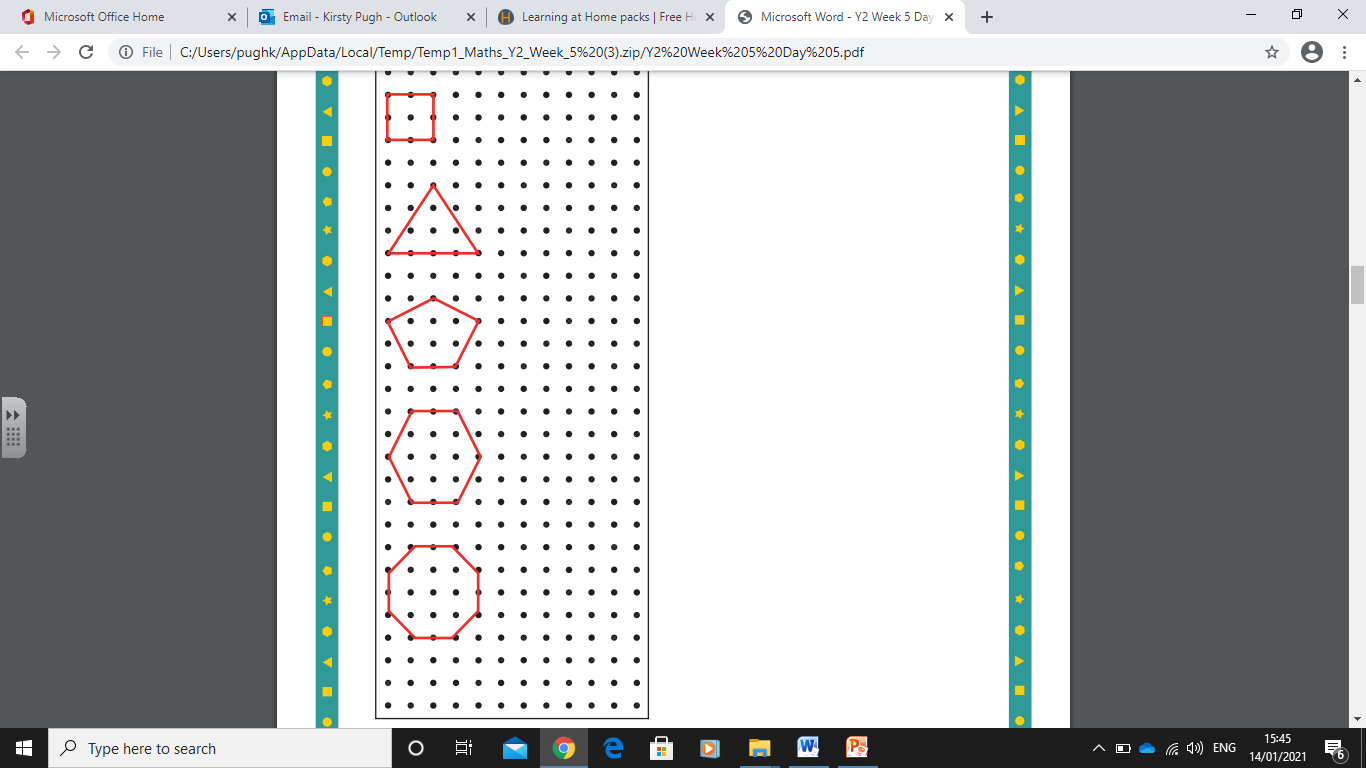 Microsoft Office Home
Email - Kirsty Pugh - Outlook
Learning at Home packs | Free Ho
Microsoft Word - Y2 Week 5 Day
File
C:/Users/pughk/AppData/Local/Temp/Temp1_Maths_Y2_Week_5%20(3).zip/Y2%20Week%205%20Day%205.pdf
Type here to search
ENG
15:45
14/01/2021
6